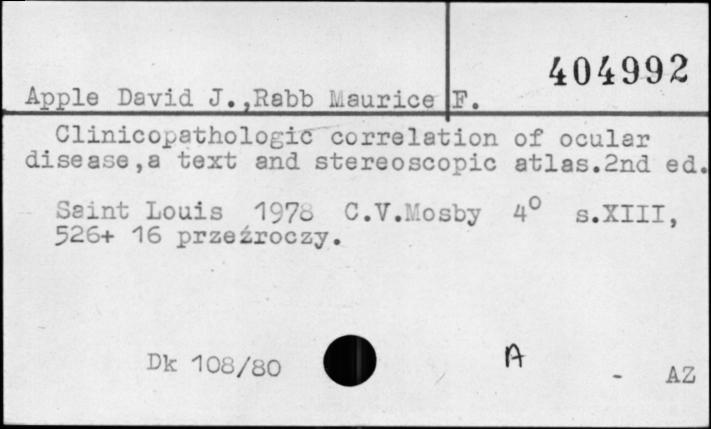 404992
Apple David J.,Rabb Maurice F.
Clinicopathologic correlation of ocular
disease,a text and stereoscopic atlas.2nd ed.
Saint Louis 1978 C.V.Mosby 4° s.XIII,
526+ 16 przeźroczy.
Dk 108/80 A - AZ